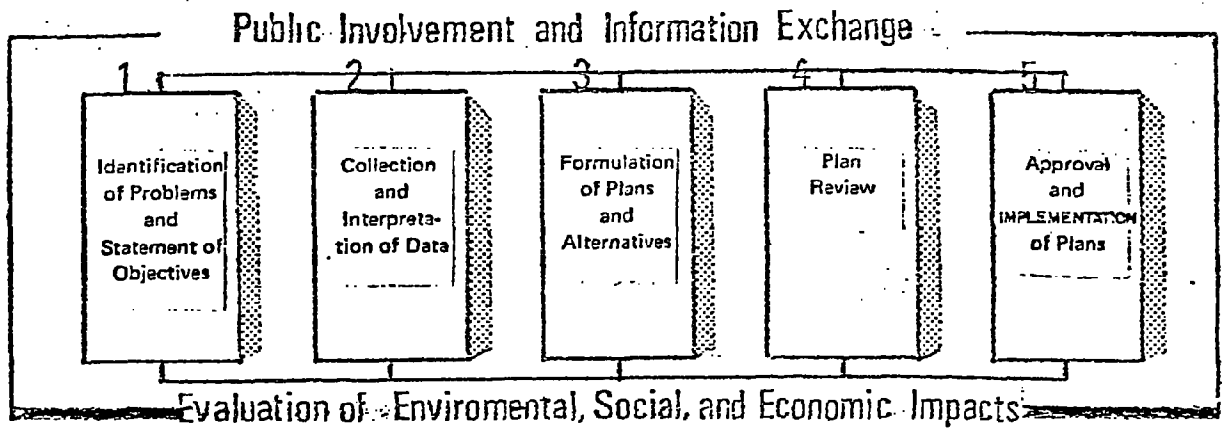 Public Involvement and Information Exchange
1
2
3
4
5
Identification
of Problems
and
Statement of
Objectives
Collection
and
Interpreta-
tion of Data
Formulation
of Plans
and
Alternatives
Plan
Review
Approval
and
IMPLEMENTATION
of Plans
Evaluation of Enviromental, Social, and Economic Impacts